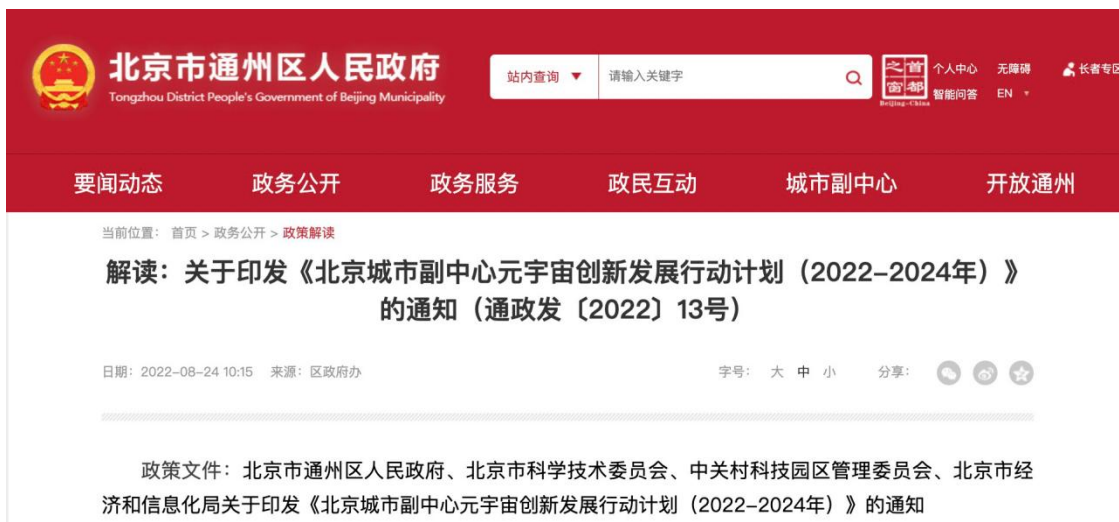 北京市通州区人民政府
Tongzhou District People's Government of Beijing Municipality
站内查询 ▼
请输入关键字
首都之窗
Beijing-China
个人中心 无障碍 长者专区
智能问答 EN
要闻动态 政务公开 政务服务 政民互动 城市副中心 开放通州
当前位置： 首页 > 政务公开 > 政策解读
解读：关于印发《北京城市副中心元宇宙创新发展行动计划（2022-2024年）》
的通知（通政发〔2022〕13号）
日期：2022-08-24 10:15 来源：区政府办 字号： 大 中 小 分享：
政策文件：北京市通州区人民政府、北京市科学技术委员会、中关村科技园区管理委员会、北京市经
济和信息化局关于印发《北京城市副中心元宇宙创新发展行动计划（2022-2024年）》的通知